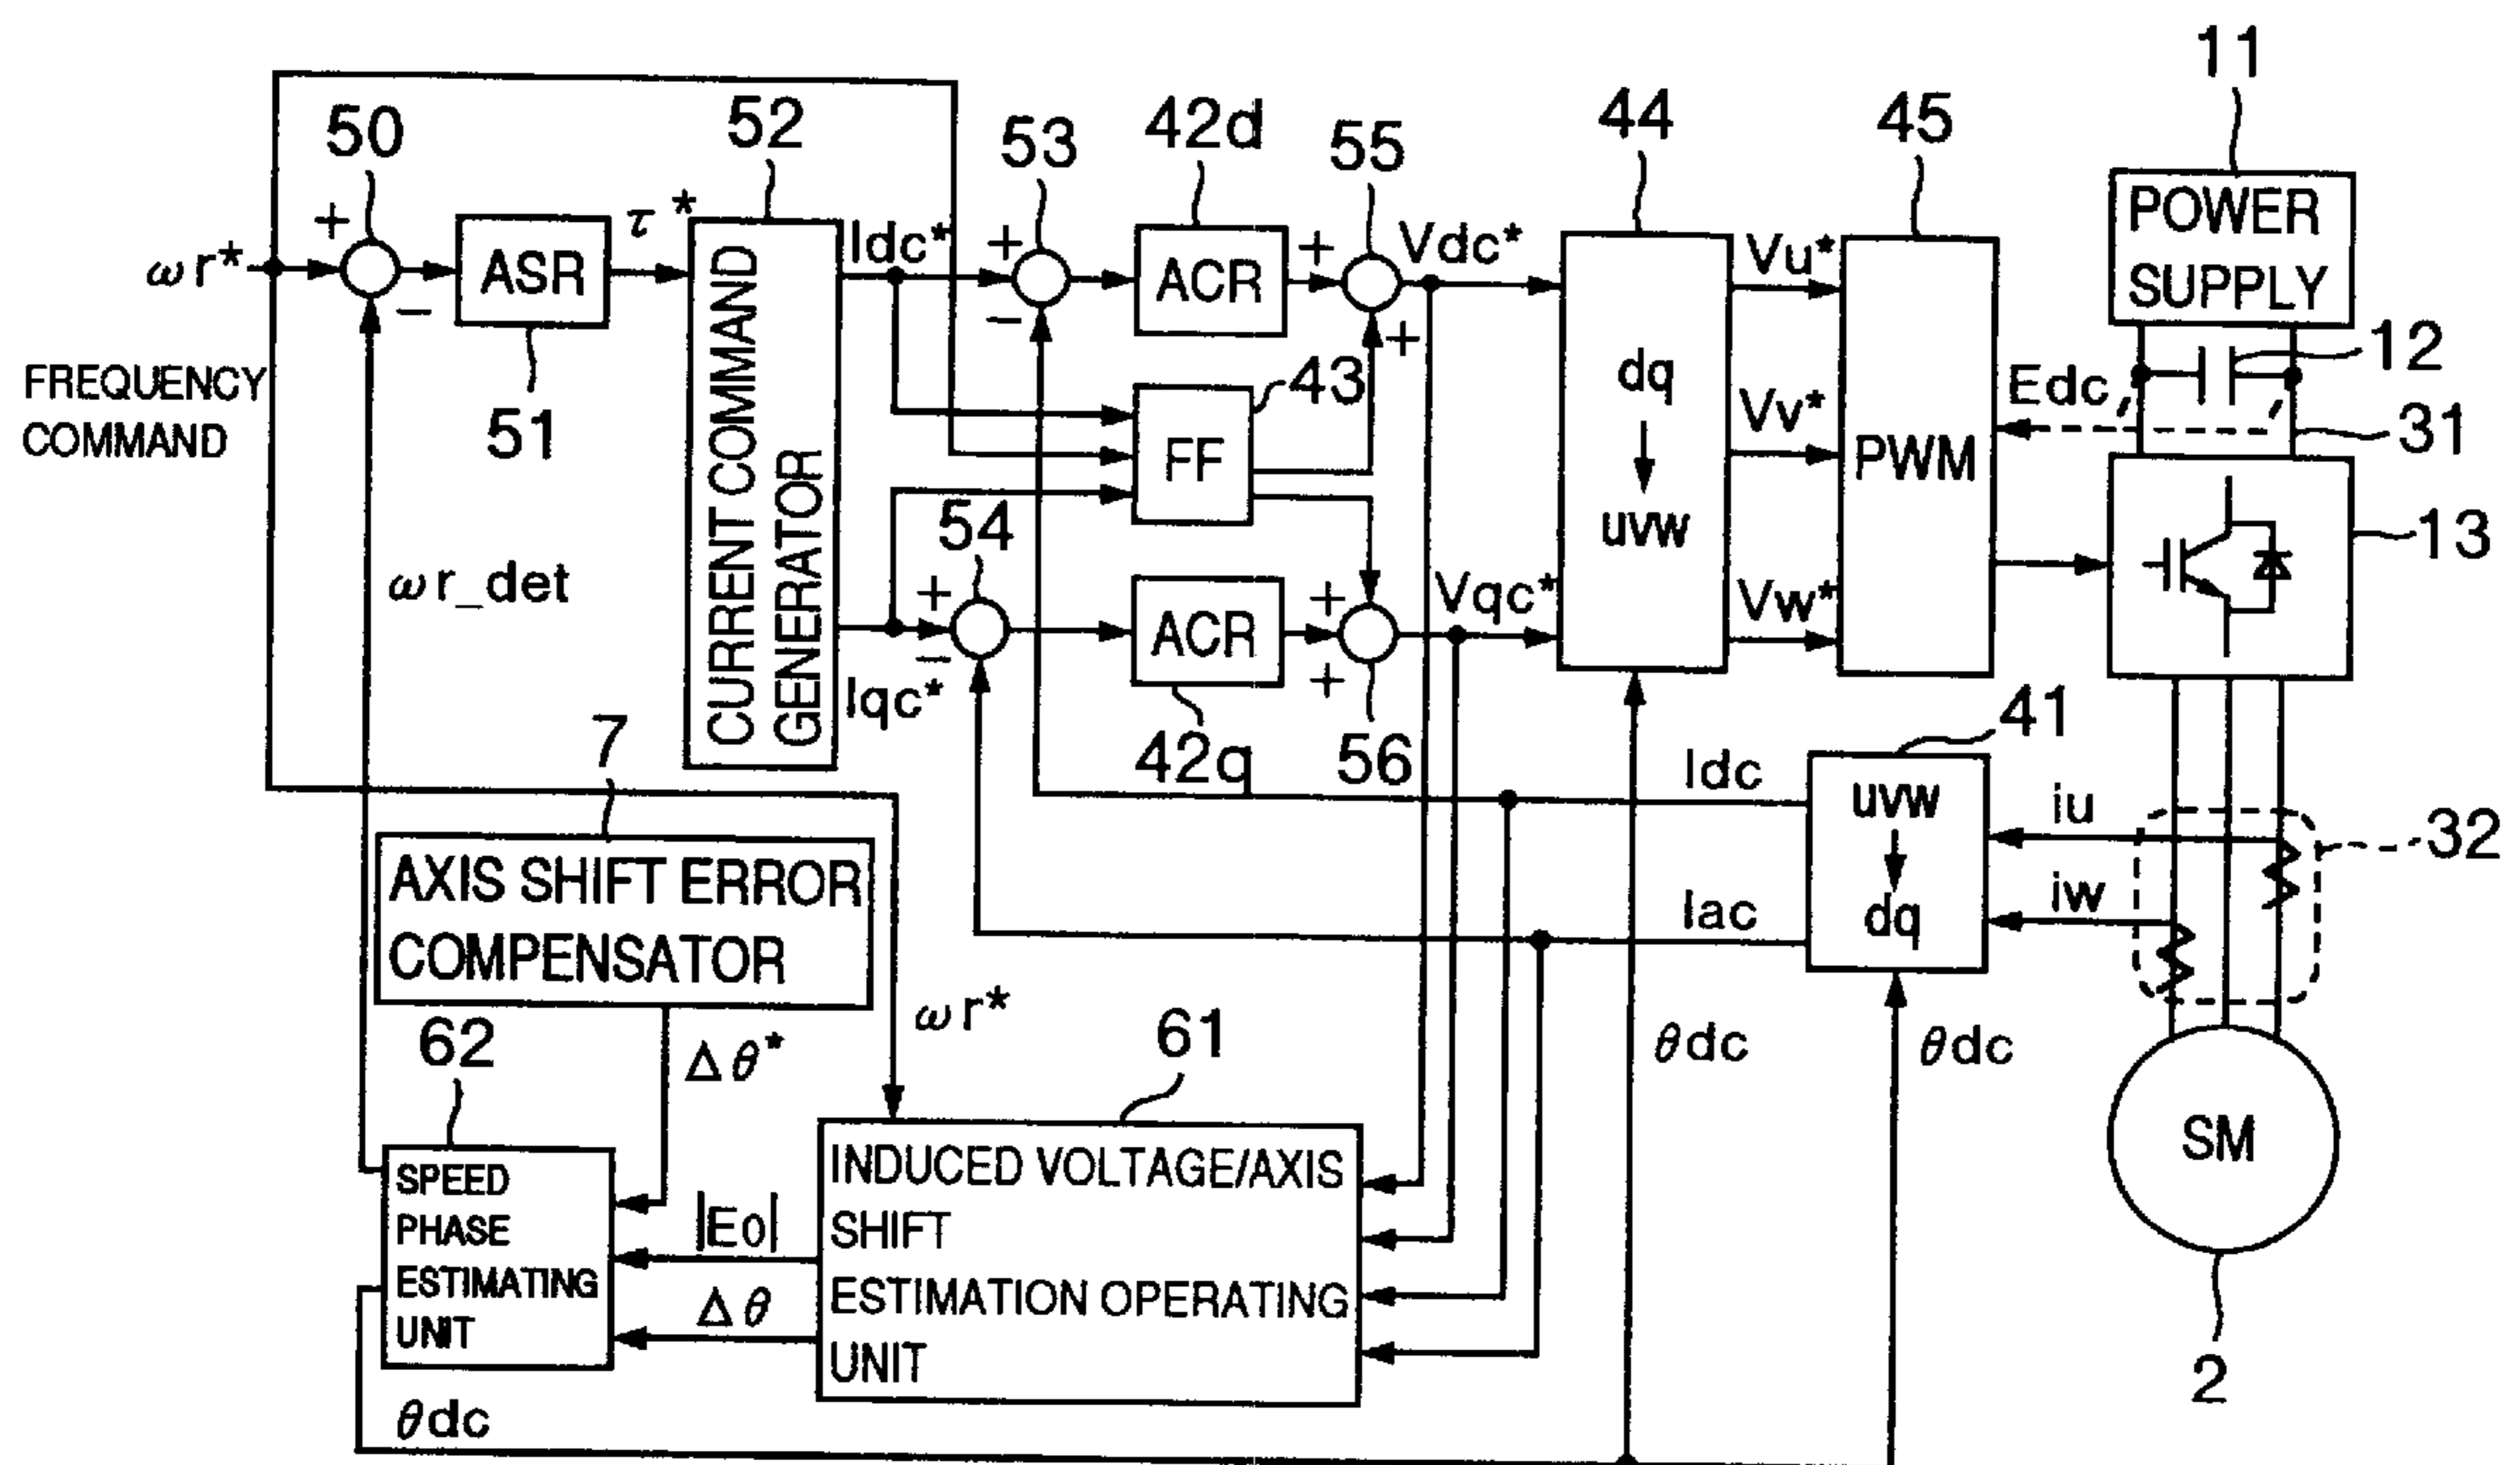 11
50
52
53
42d
55
44
45
POWER
SUPPLY
+
τ*
Idc*
+
+
Vdc*
Vu*
ωr*
ASR
ACR
−
−
+
12
FREQUENCY
COMMAND
51
CURRENT COMMAND
GENERATOR
43
FF
dq
uvw
Vv*
PWM
Edc
31
54
13
ωr_det
+
ACR
+
Vqc*
Vw*
−
+
Iqc*
42q
56
41
7
Idc
uvw
dq
iu
32
AXIS SHIFT ERROR
COMPENSATOR
Iac
iw
62
Δθ*
ωr*
61
θdc
θdc
SM
SPEED
PHASE
ESTIMATING
UNIT
|E0|
Δθ
INDUCED VOLTAGE/AXIS
SHIFT
ESTIMATION OPERATING
UNIT
2
θdc